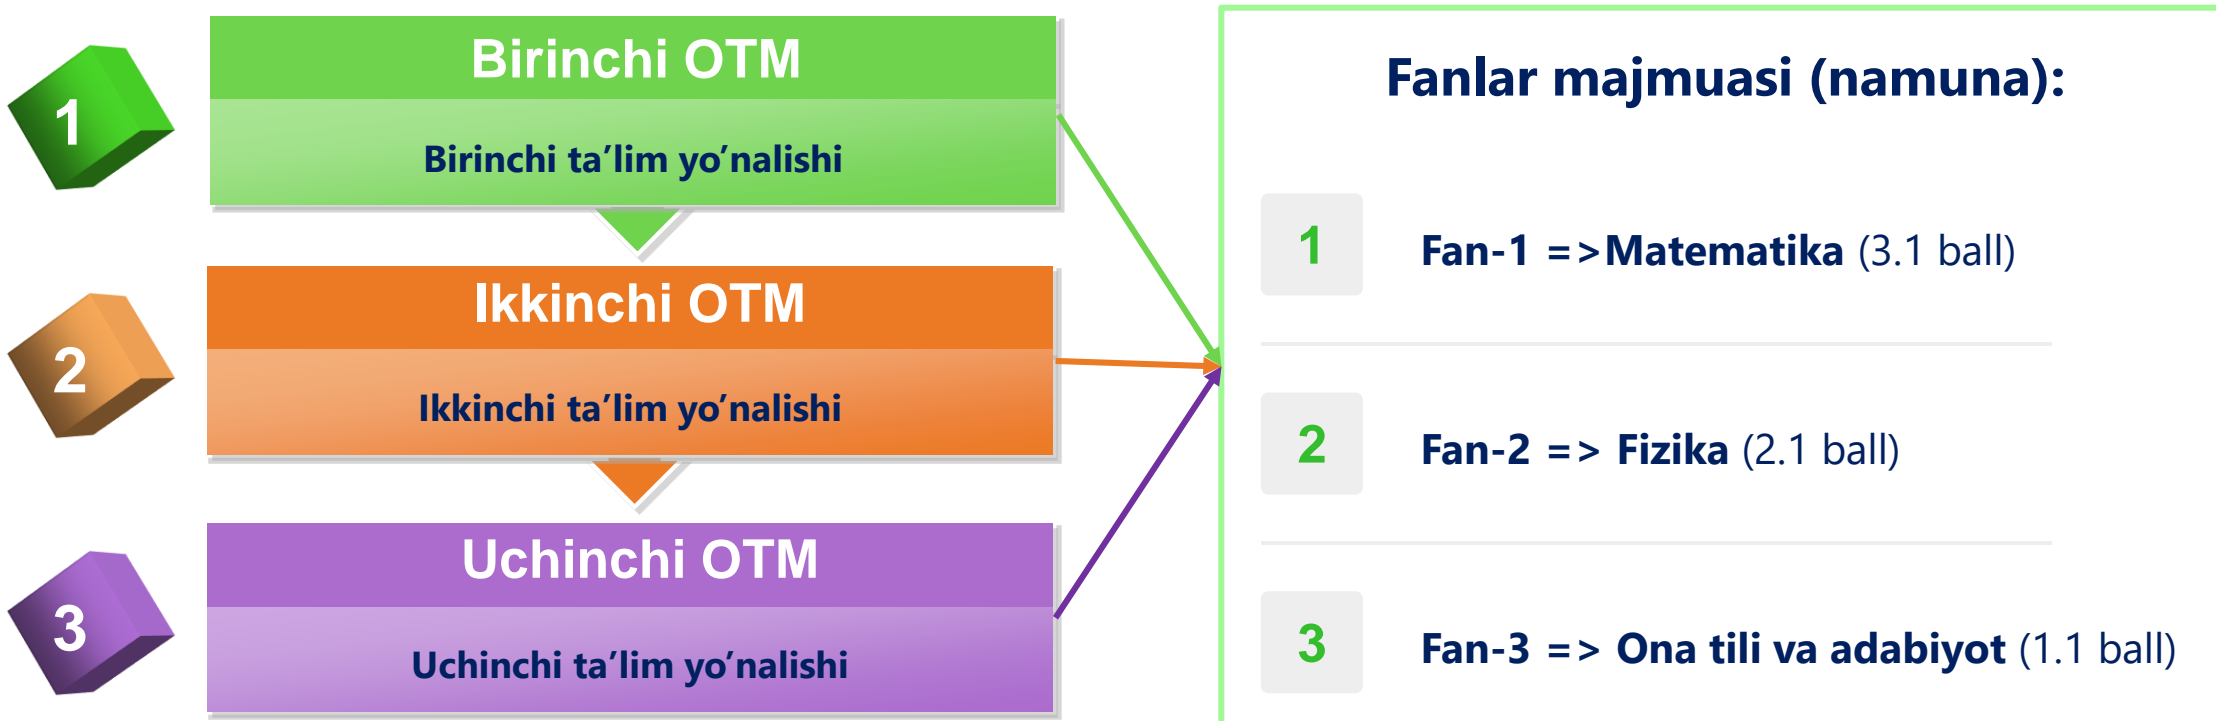 1
Birinchi OTM
Birinchi ta’lim yo’nalishi
2
Ikkinchi OTM
Ikkinchi ta’lim yo’nalishi
3
Uchinchi OTM
Uchinchi ta’lim yo’nalishi
Fanlar majmuasi (namuna):
1
Fan-1 =>Matematika (3.1 ball)
2
Fan-2 => Fizika (2.1 ball)
3
Fan-3 => Ona tili va adabiyot (1.1 ball)